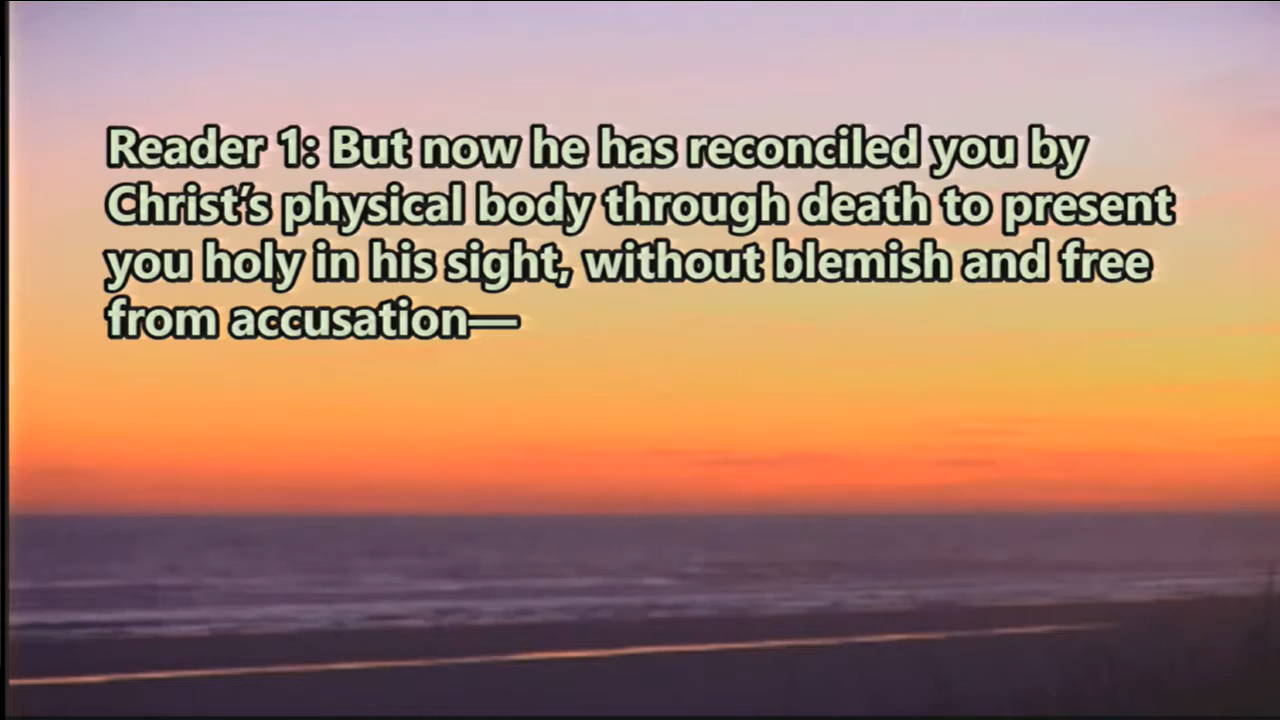 Reader 1: But now he has reconciled you by
Christ’s physical body through death to present
you holy in his sight, without blemish and free
from accusation—